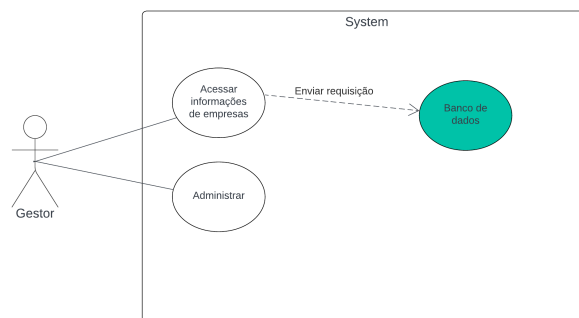 System
Acessar
informações
de empresas
Enviar requisição
Banco de
dados
Administrar
Gestor